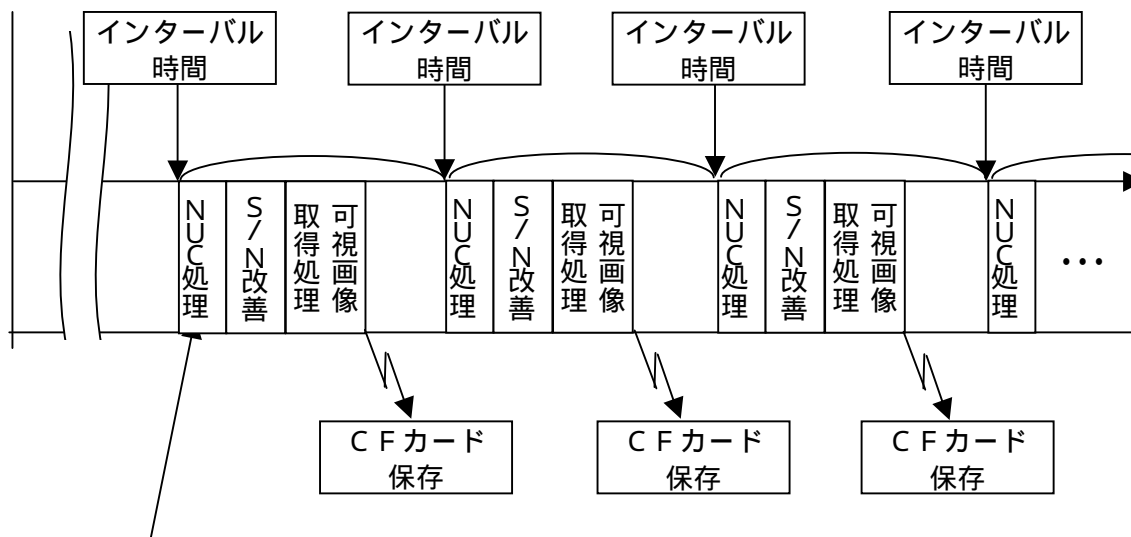 インターバル
時間
インターバル
時間
インターバル
時間
インターバル
時間
NUC処理
S/N改善
可視画像
取得処理
NUC処理
S/N改善
可視画像
取得処理
NUC処理
S/N改善
可視画像
取得処理
NUC処理
・・・
ＣＦカード
保存
ＣＦカード
保存
ＣＦカード
保存